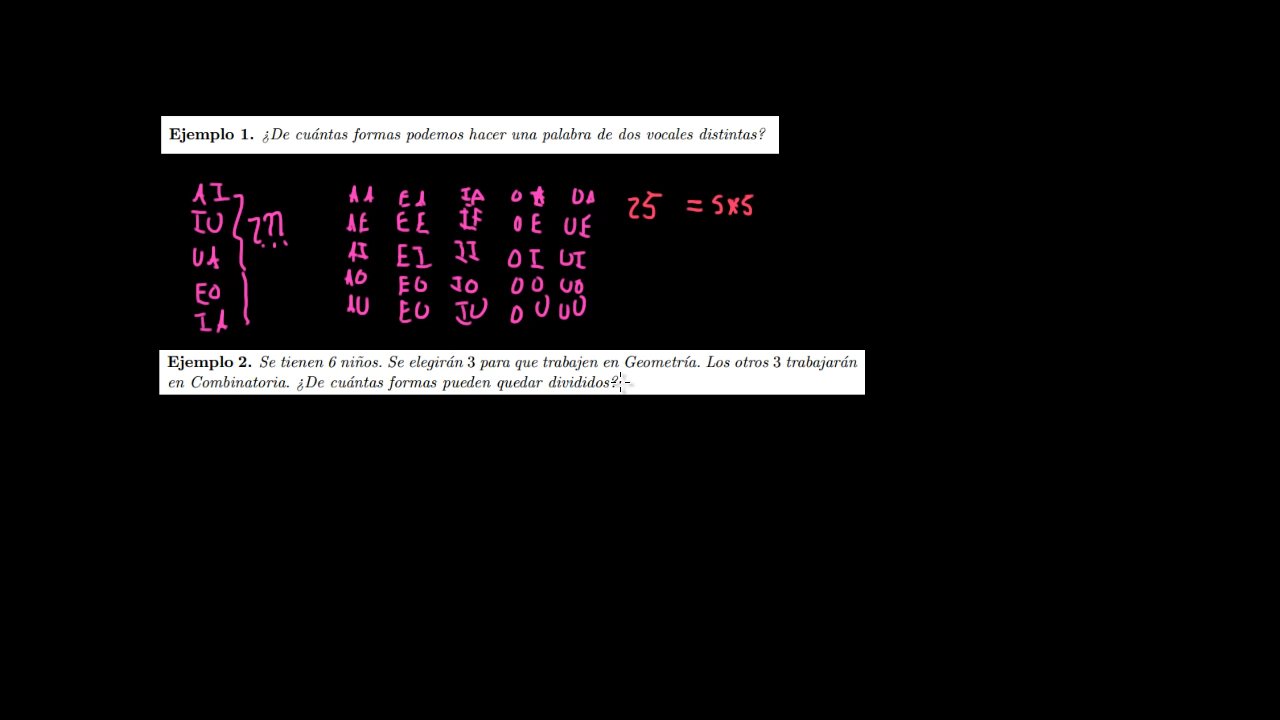 Ejemplo 1. ¿De cuántas formas podemos hacer una palabra de dos vocales distintas?
AI AA EA IA OA UA 25 = 5x5
IU ??? AE EE IE OE UE
UA AI EI II OI UI
EO AO EO IO OO UO
IA AU EU IU OU UU
Ejemplo 2. Se tienen 6 niños. Se elegirán 3 para que trabajen en Geometría. Los otros 3 trabajarán
en Combinatoria. ¿De cuántas formas pueden quedar divididos?